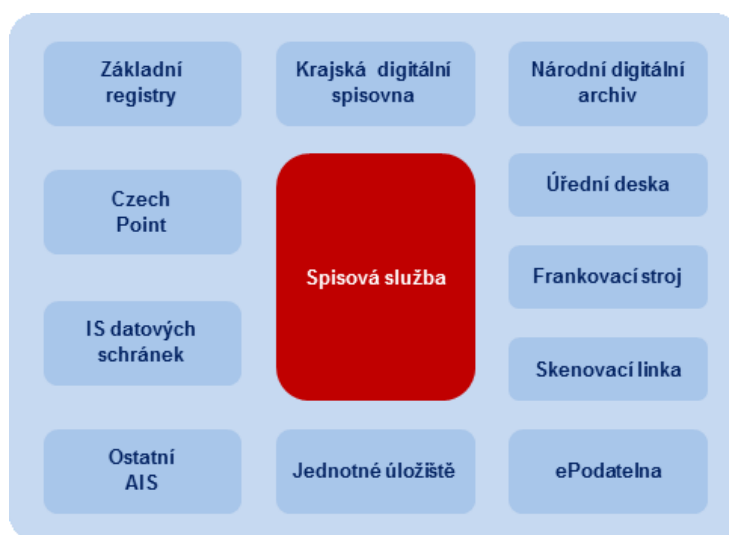 Základní
registry
Krajská digitální
spisovna
Národní digitální
archiv
Czech
Point
Spisová služba
Úřední deska
Frankovací stroj
IS datových
schránek
Skenovací linka
Ostatní
AIS
Jednotné úložiště
ePodatelna